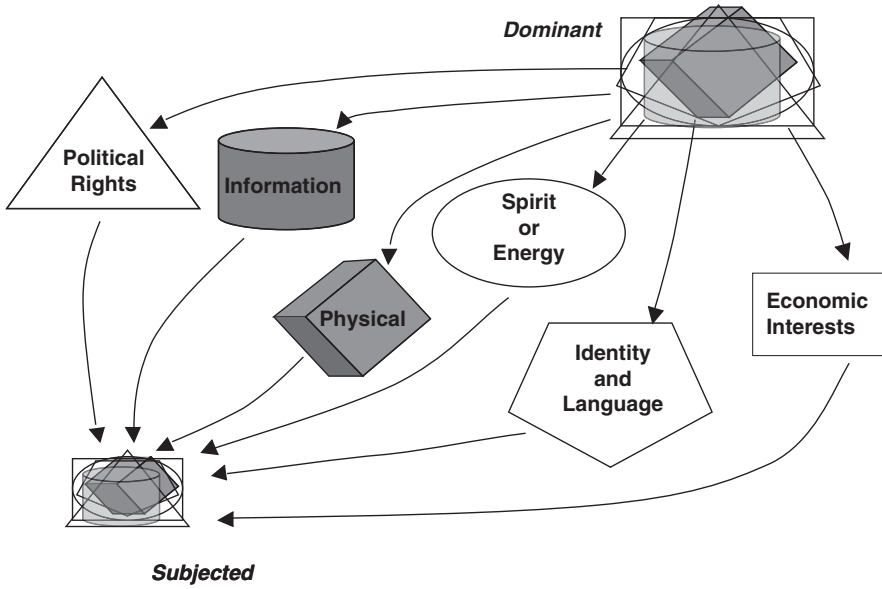 Dominant
Political
Rights
Information
Spirit
or
Energy
Physical
Economic
Interests
Identity
and
Language
Subjected